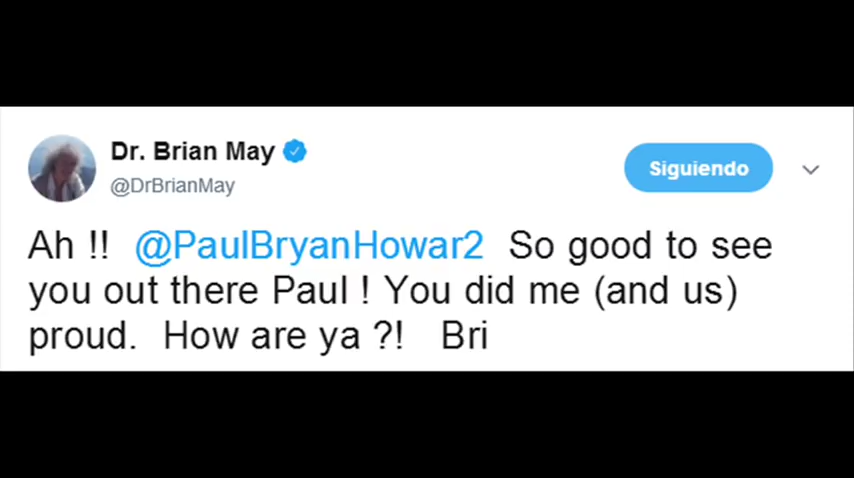 Dr. Brian May
@DrBrianMay
Siguiendo
Ah !! @PaulBryanHowar2 So good to see
you out there Paul ! You did me (and us)
proud. How are ya ?! Bri